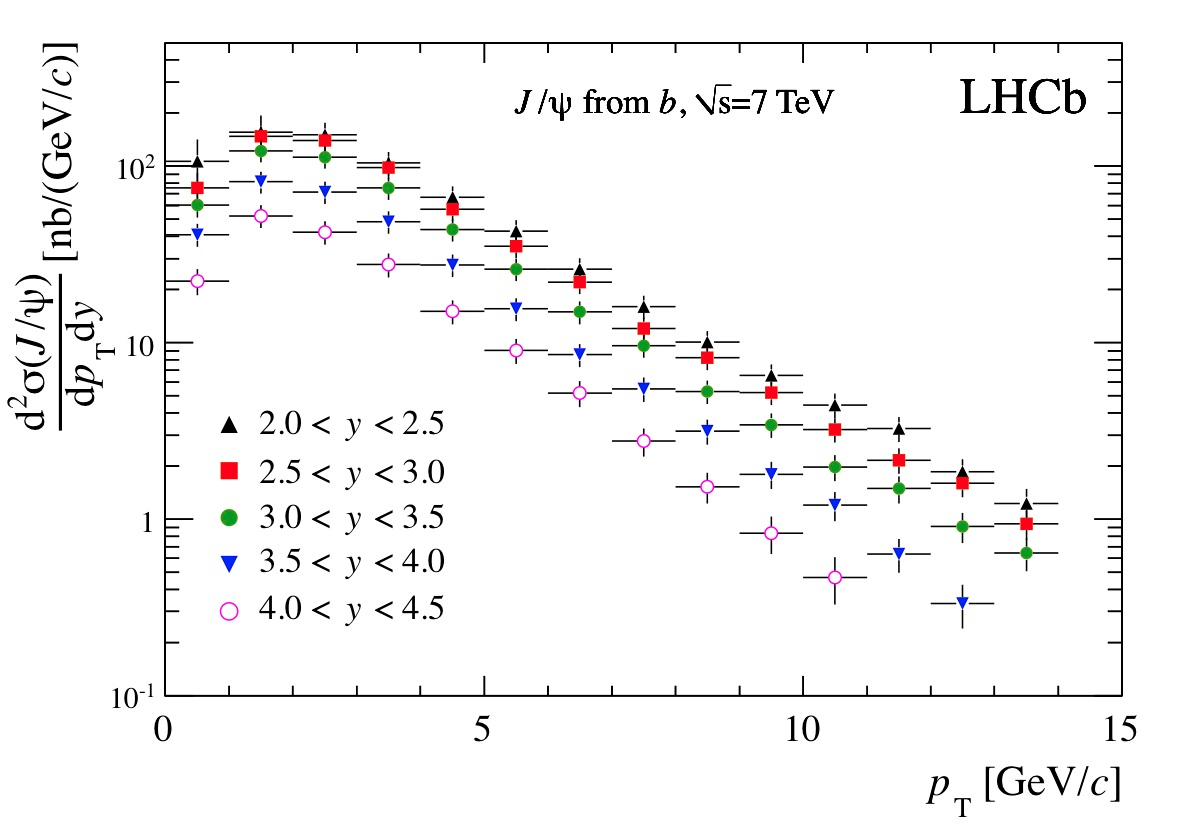 J/ψ from b, √s=7 TeV
LHCb
d²σ(J/ψ)
dp_T dy
[nb/(GeV/c)]
10²
10
1
10⁻¹
2.0 < y < 2.5
2.5 < y < 3.0
3.0 < y < 3.5
3.5 < y < 4.0
4.0 < y < 4.5
0 5 10 15
p_T [GeV/c]